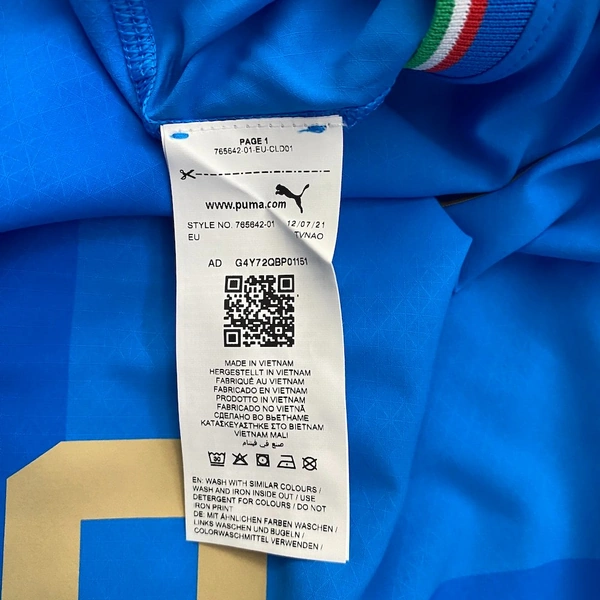 PAGE 1
765642-01-EU-CLD01
www.puma.com
STYLE NO. 765642-01 12/07/21
EU TVNAO
AD G4Y72QBP01151
MADE IN VIETNAM
HERGESTELLT IN VIETNAM
FABRIQUÉ AU VIETNAM
FABRICADO EN VIETNAM
PRODOTTO IN VIETNAM
FABRICADO NO VIETNÃ
СДЕЛАНО ВО ВЬЕТНАМЕ
ΚΑΤΑΣΚΕΥΑΣΤΗΚΕ ΣΤΟ ΒΙΕΤΝΑΜ
VİETNAM MALI
صنع في فيتنام
30
EN: WASH WITH SIMILAR COLOURS /
WASH AND IRON INSIDE OUT / USE
DETERGENT FOR COLOURS / DO NOT
IRON PRINT
DE: MIT ÄHNLICHEN FARBEN WASCHEN /
LINKS WASCHEN UND BÜGELN /
COLORWASCHMITTEL VERWENDEN /